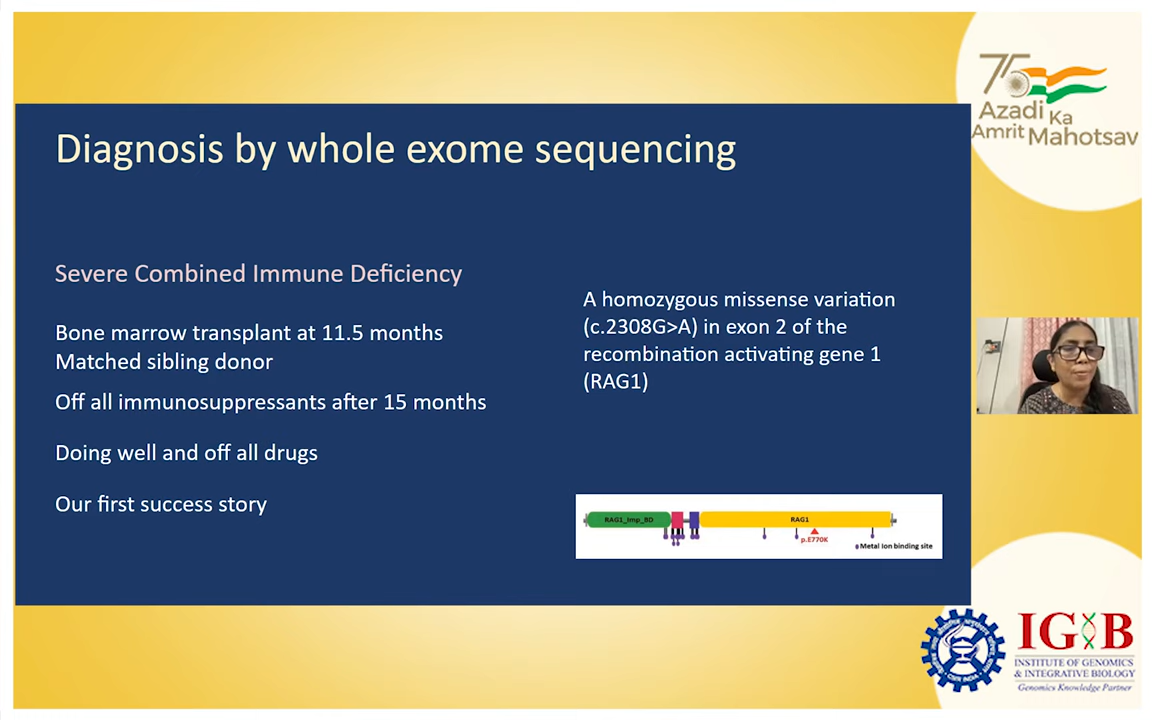 75
Azadi Ka
Amrit Mahotsav
Diagnosis by whole exome sequencing
Severe Combined Immune Deficiency
Bone marrow transplant at 11.5 months
Matched sibling donor
Off all immunosuppressants after 15 months
Doing well and off all drugs
Our first success story
A homozygous missense variation
(c.2308G>A) in exon 2 of the
recombination activating gene 1
(RAG1)
RAG1_Imp_BD
RAG1
p.E770K
Metal Ion binding site
IGIB
INSTITUTE OF GENOMICS
& INTEGRATIVE BIOLOGY
Genomics Knowledge Partner